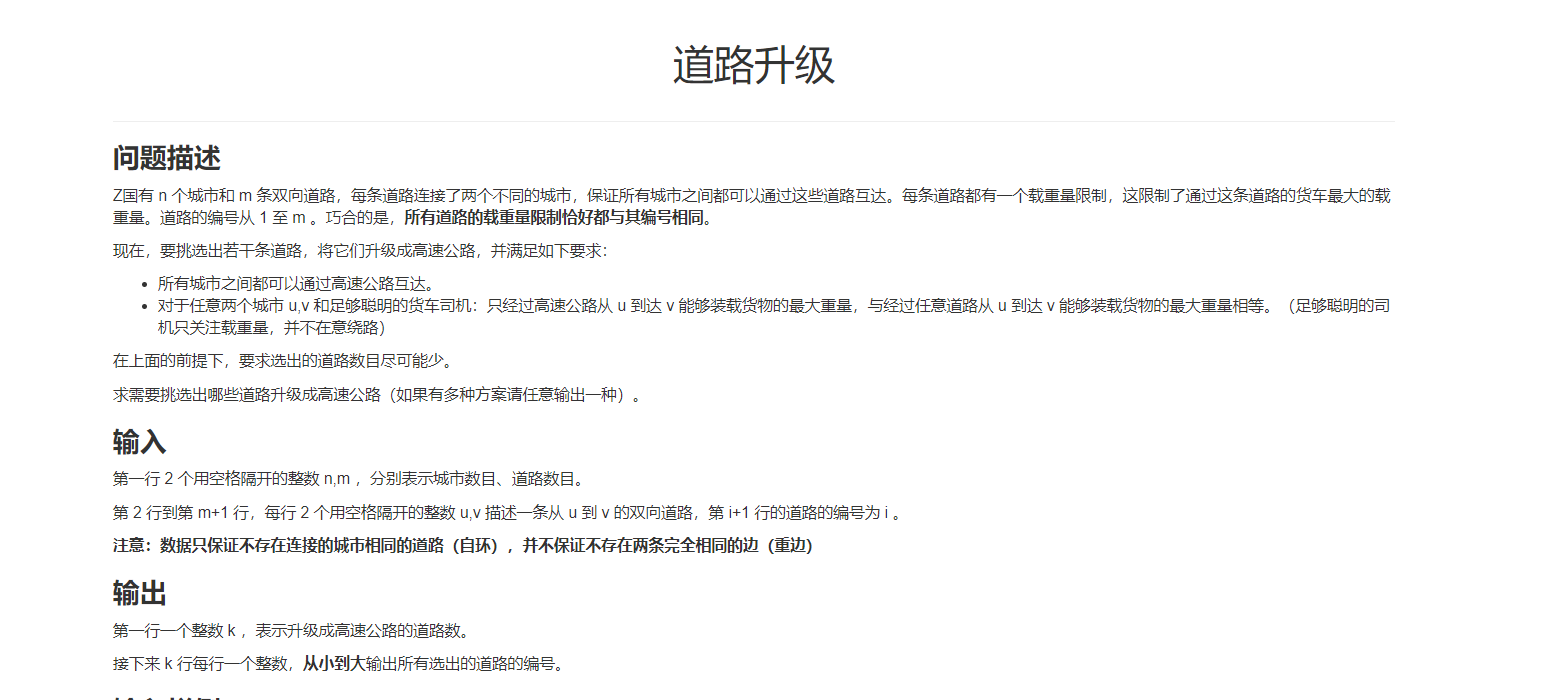 道路升级
问题描述
Z国有 n 个城市和 m 条双向道路，每条道路连接了两个不同的城市，保证所有城市之间都可以通过这些道路互达。每条道路都有一个载重量限制，这限制了通过这条道路的货车最大的载
重量。道路的编号从 1 至 m 。巧合的是，所有道路的载重量限制恰好都与其编号相同。
现在，要挑选出若干条道路，将它们升级成高速公路，并满足如下要求：
• 所有城市之间都可以通过高速公路互达。
• 对于任意两个城市 u,v 和足够聪明的货车司机：只经过高速公路从 u 到达 v 能够装载货物的最大重量，与经过任意道路从 u 到达 v 能够装载货物的最大重量相等。（足够聪明的司
机只关注载重量，并不在意绕路）
在上面的前提下，要求选出的道路数目尽可能少。
求需要挑选出哪些道路升级成高速公路（如果有多种方案请任意输出一种）。
输入
第一行 2 个用空格隔开的整数 n,m ，分别表示城市数目、道路数目。
第 2 行到第 m+1 行，每行 2 个用空格隔开的整数 u,v 描述一条从 u 到 v 的双向道路，第 i+1 行的道路的编号为 i 。
注意：数据只保证不存在连接的城市相同的道路（自环），并不保证不存在两条完全相同的边（重边）
输出
第一行一个整数 k ，表示升级成高速公路的道路数。
接下来 k 行每行一个整数，从小到大输出所有选出的道路的编号。